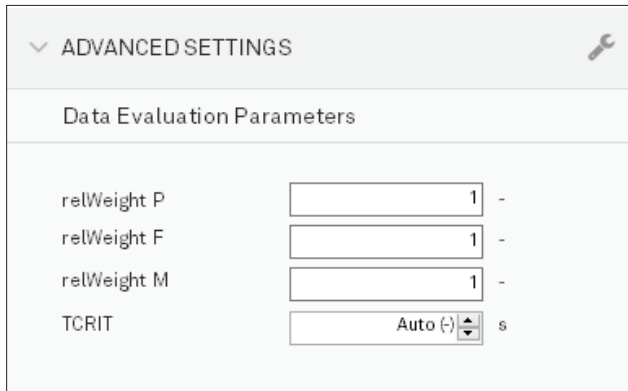 ADVANCED SETTINGS
Data Evaluation Parameters
relWeight P 1 -
relWeight F 1 -
relWeight M 1 -
TCRIT Auto (-) s